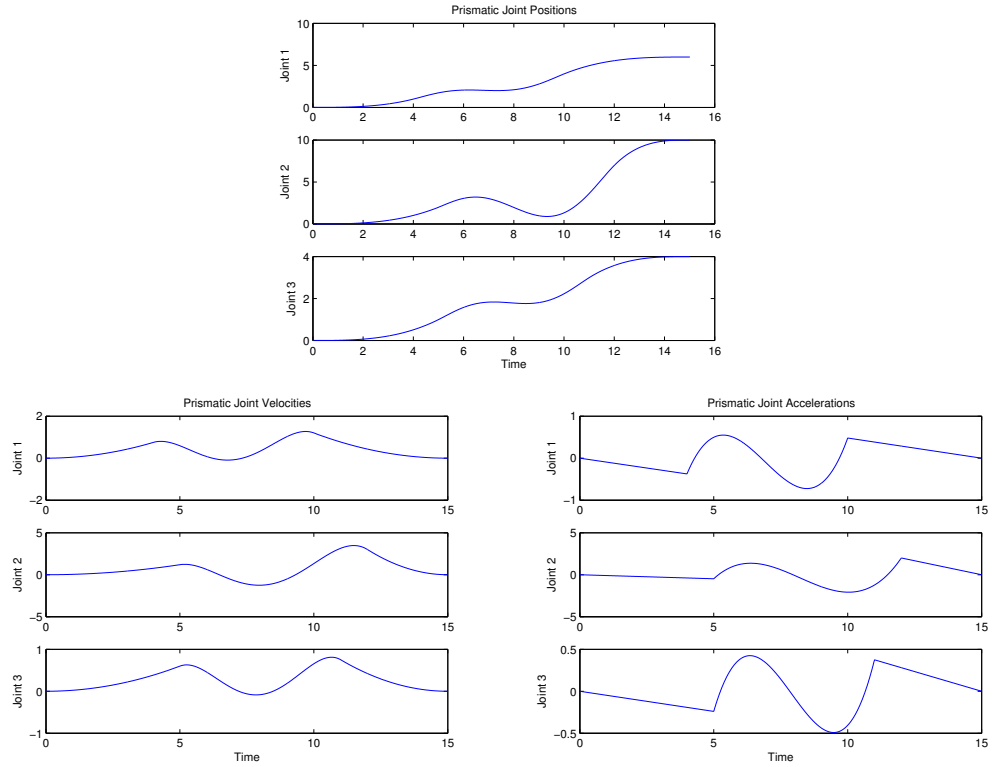 Prismatic Joint Positions
10
5
0
Joint 1
0 2 4 6 8 10 12 14 16
10
5
0
Joint 2
0 2 4 6 8 10 12 14 16
4
2
0
Joint 3
0 2 4 6 8 10 12 14 16
Time
Prismatic Joint Velocities
2
0
−2
Joint 1
0 5 10 15
5
0
−5
Joint 2
0 5 10 15
1
0
−1
Joint 3
0 5 10 15
Time
Prismatic Joint Accelerations
1
0
−1
Joint 1
0 5 10 15
5
0
−5
Joint 2
0 5 10 15
0.5
0
−0.5
Joint 3
0 5 10 15
Time